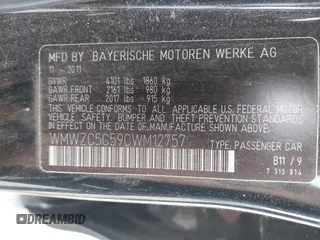 MFD BY BAYERISCHE MOTOREN WERKE AG
11 - 2011
GVWR 4101 lbs 1860 kg
GAWR FRONT 2161 lbs 980 kg
GAWR REAR 2017 lbs 915 kg
THIS VEHICLE CONFORMS TO ALL APPLICABLE
U.S. FEDERAL MOTOR VEHICLE SAFETY,
BUMPER AND THEFT PREVENTION STANDARDS
IN EFFECT ON THE DATE OF MANUFACTURE
SHOWN ABOVE.
WMWZC5C59CWM12757 TYPE: PASSENGER CAR
B11 / 9
7 315 814
AUTOBIDMASTER